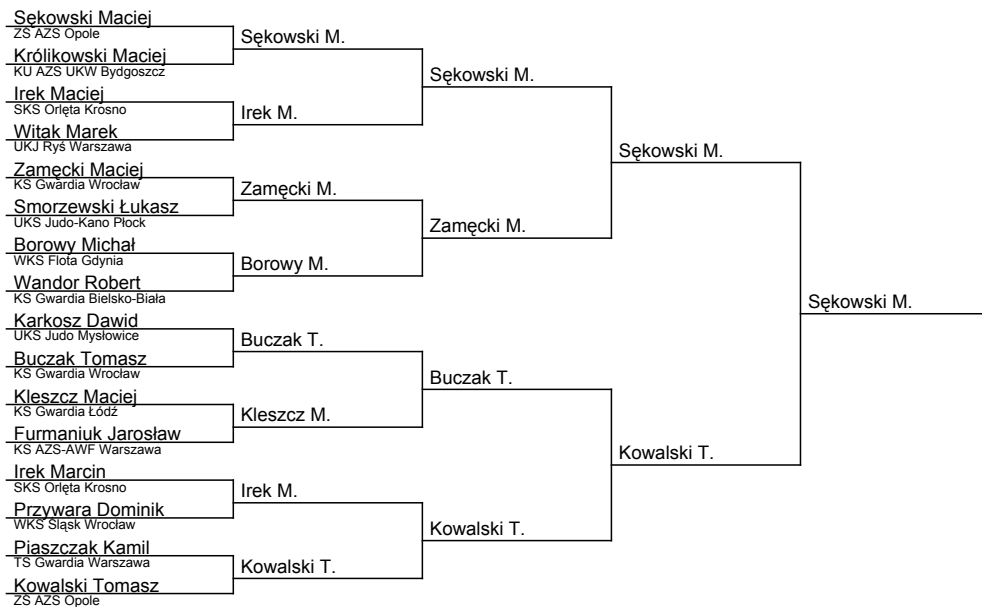 Sękowski Maciej
ZS AZS Opole
Sękowski M.
Królikowski Maciej
KU AZS UKW Bydgoszcz
Sękowski M.
Irek Maciej
SKS Orlęta Krosno
Irek M.
Witak Marek
UKJ Ryś Warszawa
Sękowski M.
Zamęcki Maciej
KS Gwardia Wrocław
Zamęcki M.
Smorzewski Łukasz
UKS Judo-Kano Płock
Zamęcki M.
Borowy Michał
WKS Flota Gdynia
Borowy M.
Wandor Robert
KS Gwardia Bielsko-Biała
Sękowski M.
Karkosz Dawid
UKS Judo Mysłowice
Buczak T.
Buczak Tomasz
KS Gwardia Wrocław
Buczak T.
Kleszcz Maciej
KS Gwardia Łódź
Kleszcz M.
Furmaniuk Jarosław
KS AZS-AWF Warszawa
Kowalski T.
Irek Marcin
SKS Orlęta Krosno
Irek M.
Przywara Dominik
WKS Śląsk Wrocław
Kowalski T.
Piaszczak Kamil
TS Gwardia Warszawa
Kowalski T.
Kowalski Tomasz
ZS AZS Opole